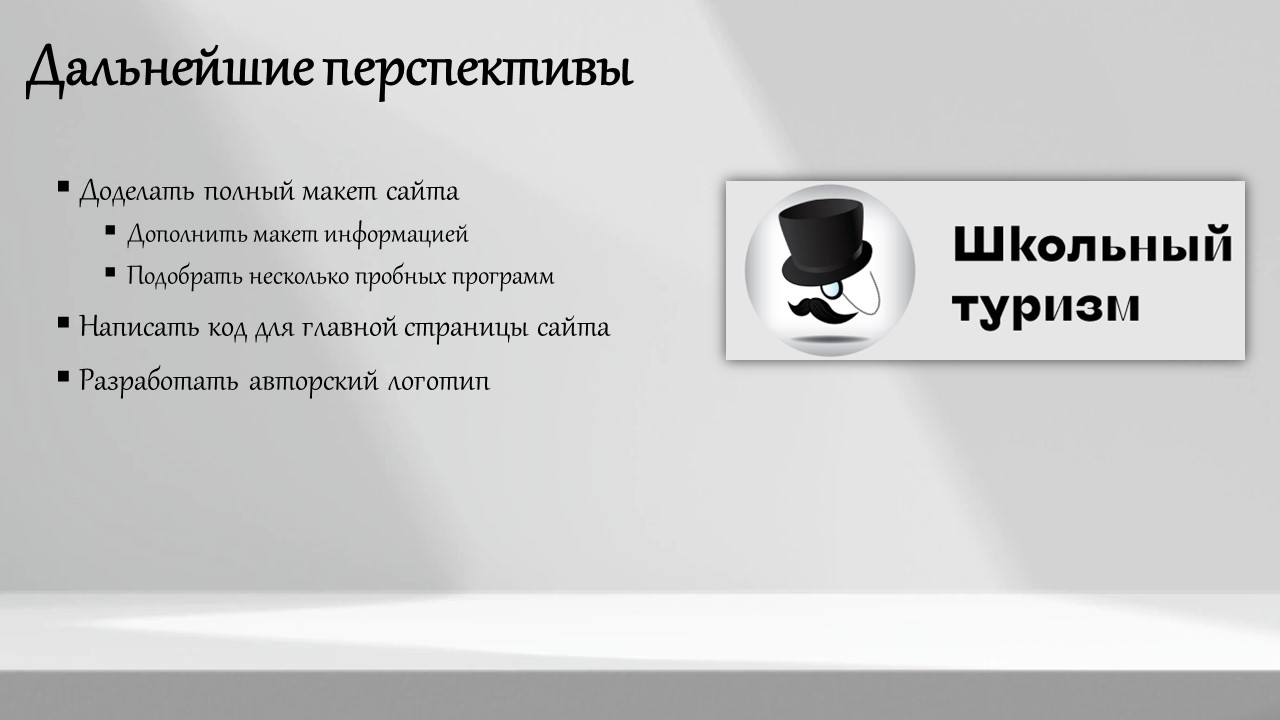 Дальнейшие перспективы
Доделать полный макет сайта
Дополнить макет информацией
Подобрать несколько пробных программ
Написать код для главной страницы сайта
Разработать авторский логотип
Школьный
туризм